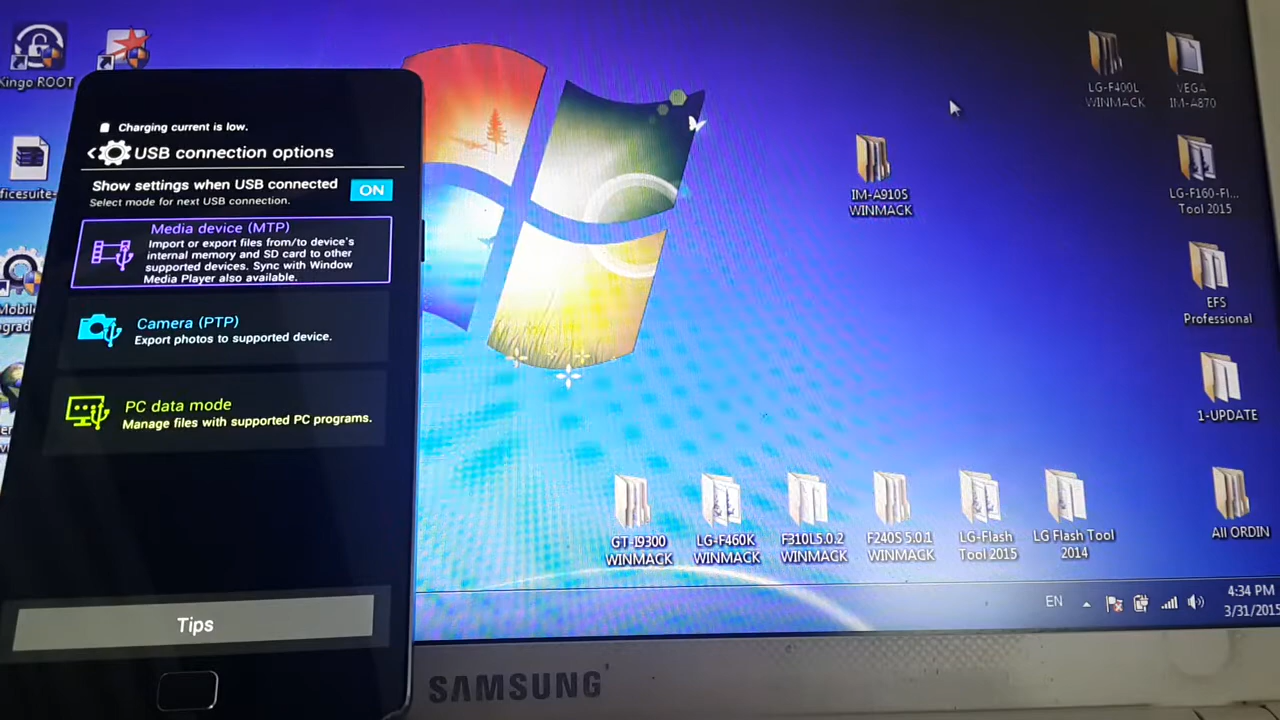 Kingo ROOT
Charging current is low.
USB connection options
Show settings when USB connected
ON
Select mode for next USB connection.
Media device (MTP)
Import or export files from/to device's
internal memory and SD card to other
supported devices. Sync with Window
Media Player also available.
Camera (PTP)
Export photos to supported device.
PC data mode
Manage files with supported PC programs.
Tips
ficesuite-
Mobil
grad
LG-F400L
WINMACK
VEGA
IM-A870
IM-A910S
WINMACK
LG-F160-Fl...
Tool 2015
EFS
Professional
1-UPDATE
All ORDIN
GT-I9300
WINMACK
LG-F460K
WINMACK
F310L5.0.2
WINMACK
F240S 5.0.1
WINMACK
LG-Flash
Tool 2015
LG Flash Tool
2014
EN
4:34 PM
3/31/2015
SAMSUNG